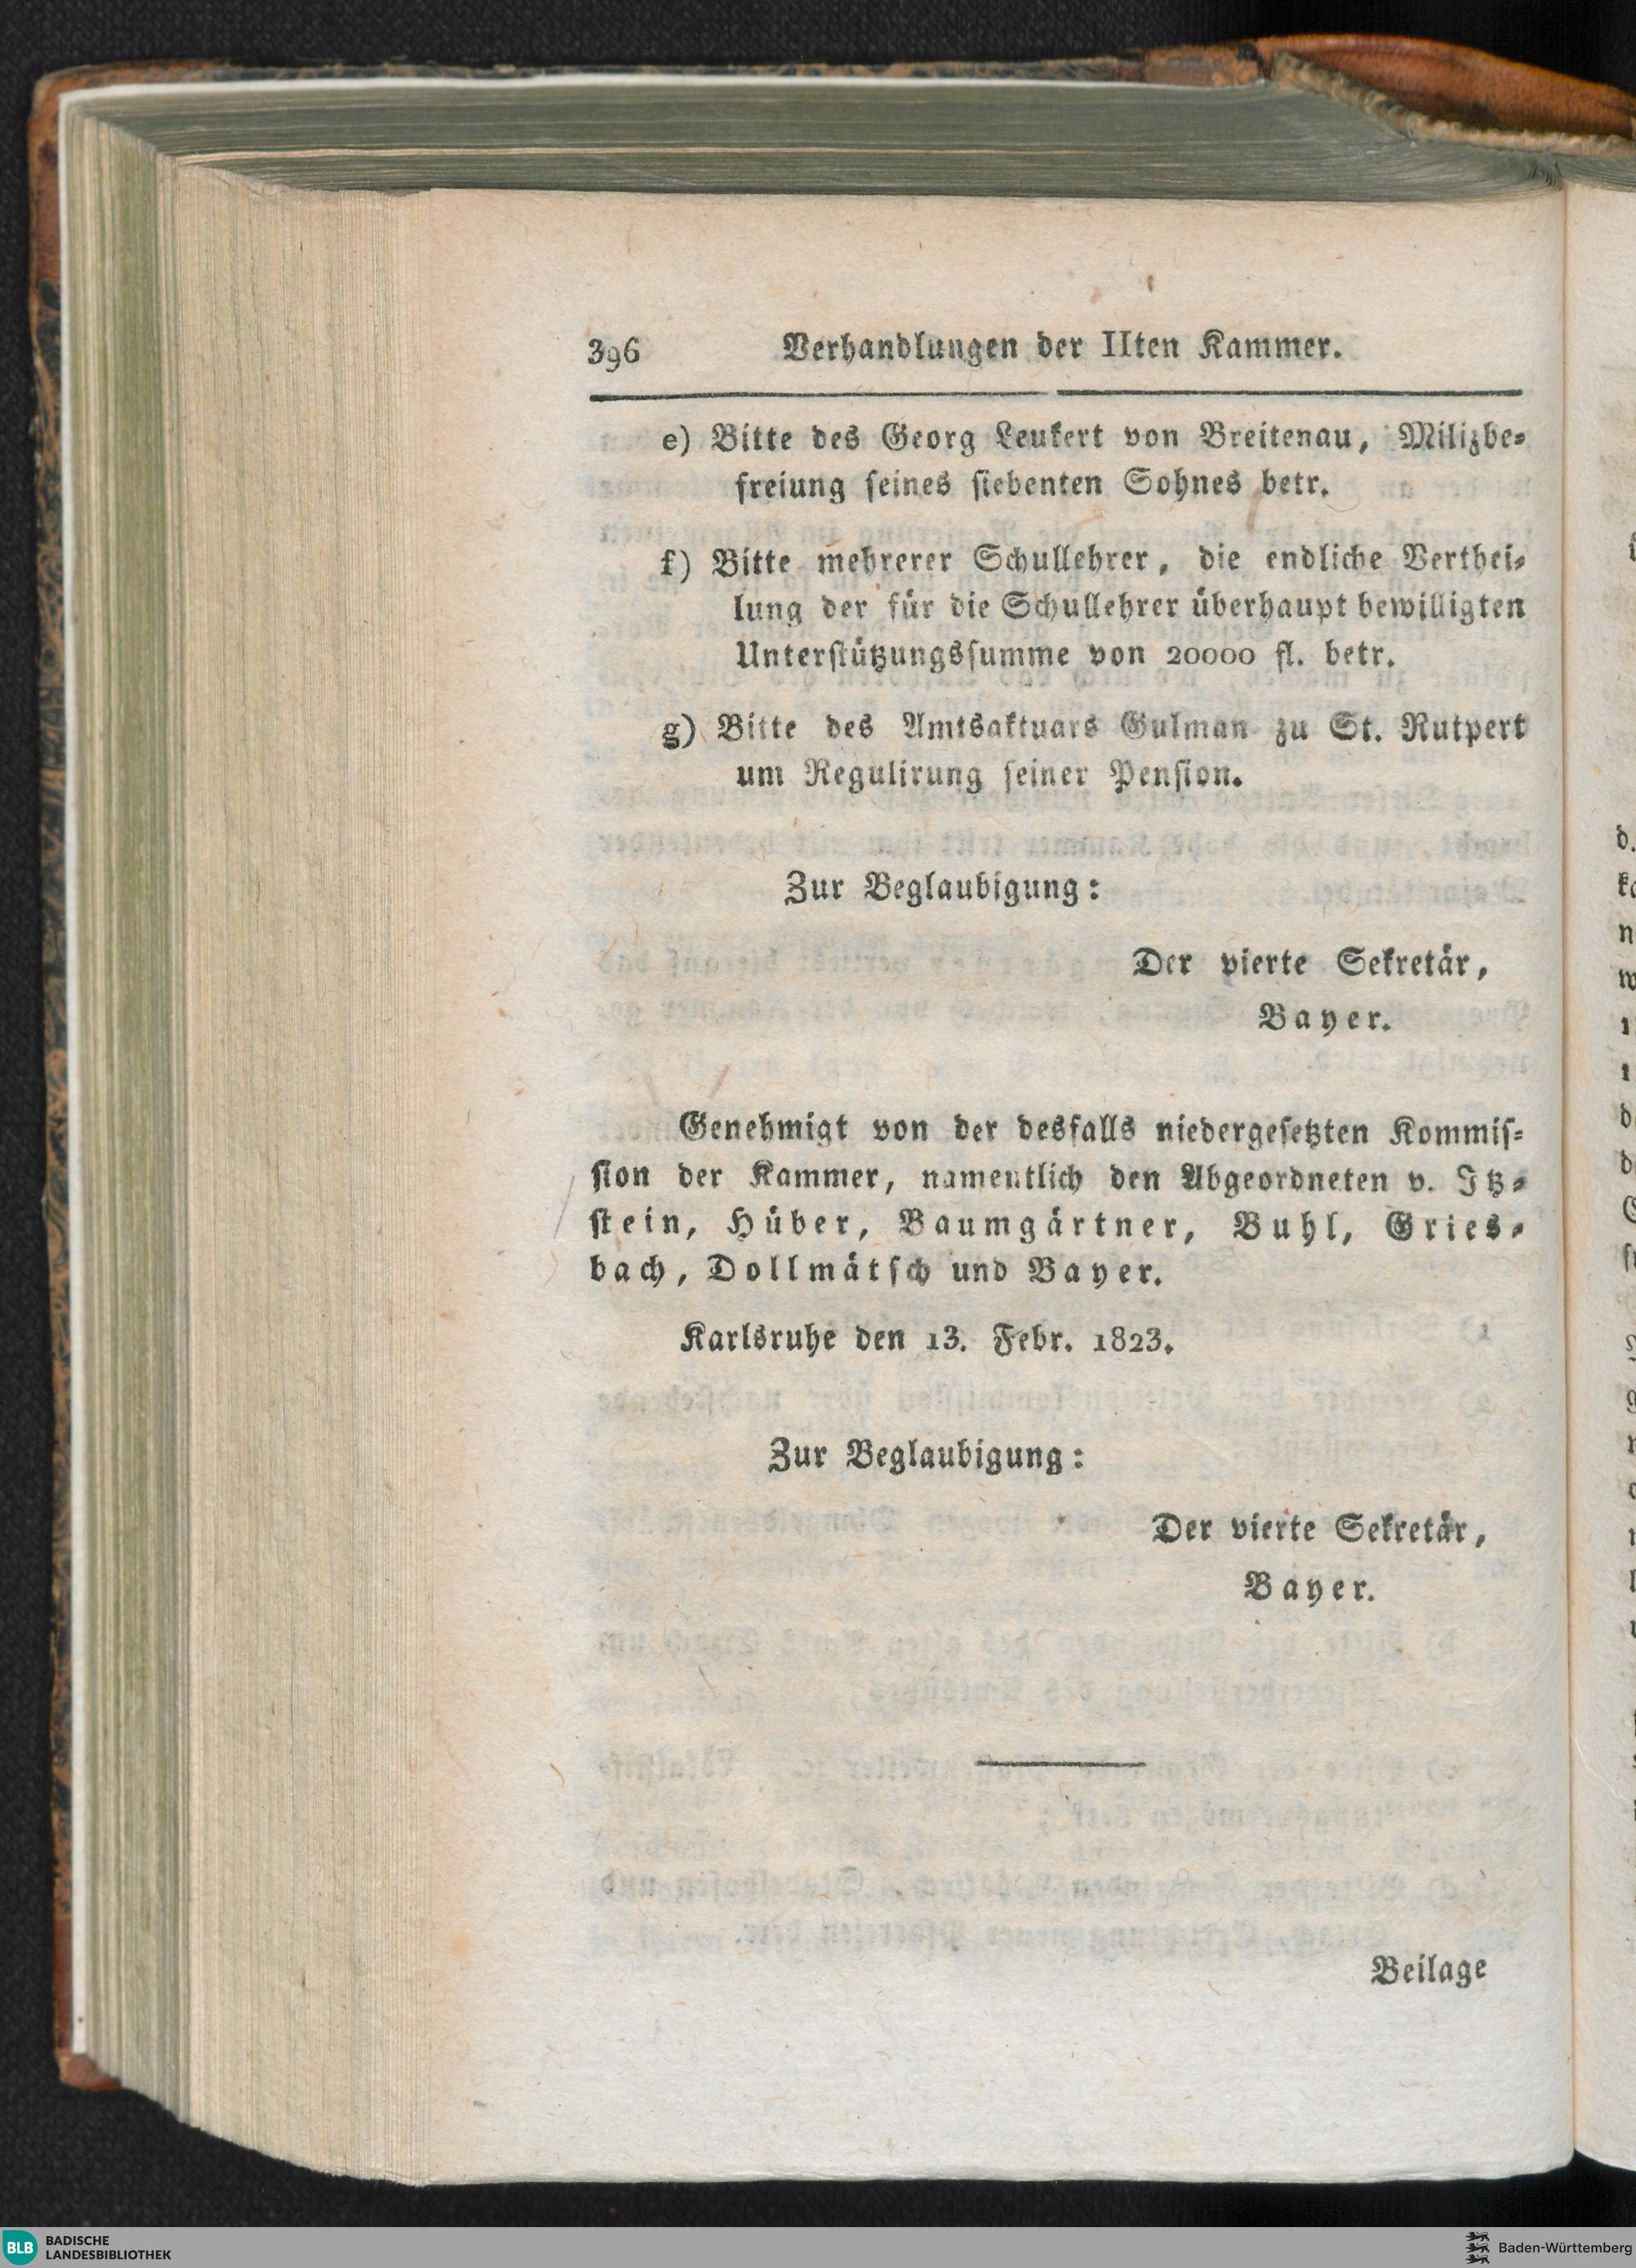 396 Verhandlungen der IIten Kammer.
e) Bitte des Georg Leukert von Breitenau, Milizbe-
freiung seines siebenten Sohnes betr.
f) Bitte mehrerer Schullehrer, die endliche Verthei-
lung der für die Schullehrer überhaupt bewilligten
Unterstützungssumme von 20000 fl. betr.
g) Bitte des Amtsaktuars Gulman zu St. Rutpert
um Regulirung seiner Pension.
Zur Beglaubigung:
Der vierte Sekretär,
Bayer.
Genehmigt von der desfalls niedergesetzten Kommis-
sion der Kammer, namentlich den Abgeordneten v. Itz-
stein, Hüber, Baumgärtner, Buhl, Gries-
bach, Dollmätsch und Bayer.
Karlsruhe den 13. Febr. 1823.
Zur Beglaubigung:
Der vierte Sekretär,
Bayer.
Beilage
BLB BADISCHE
LANDESBIBLIOTHEK
Baden-Württemberg